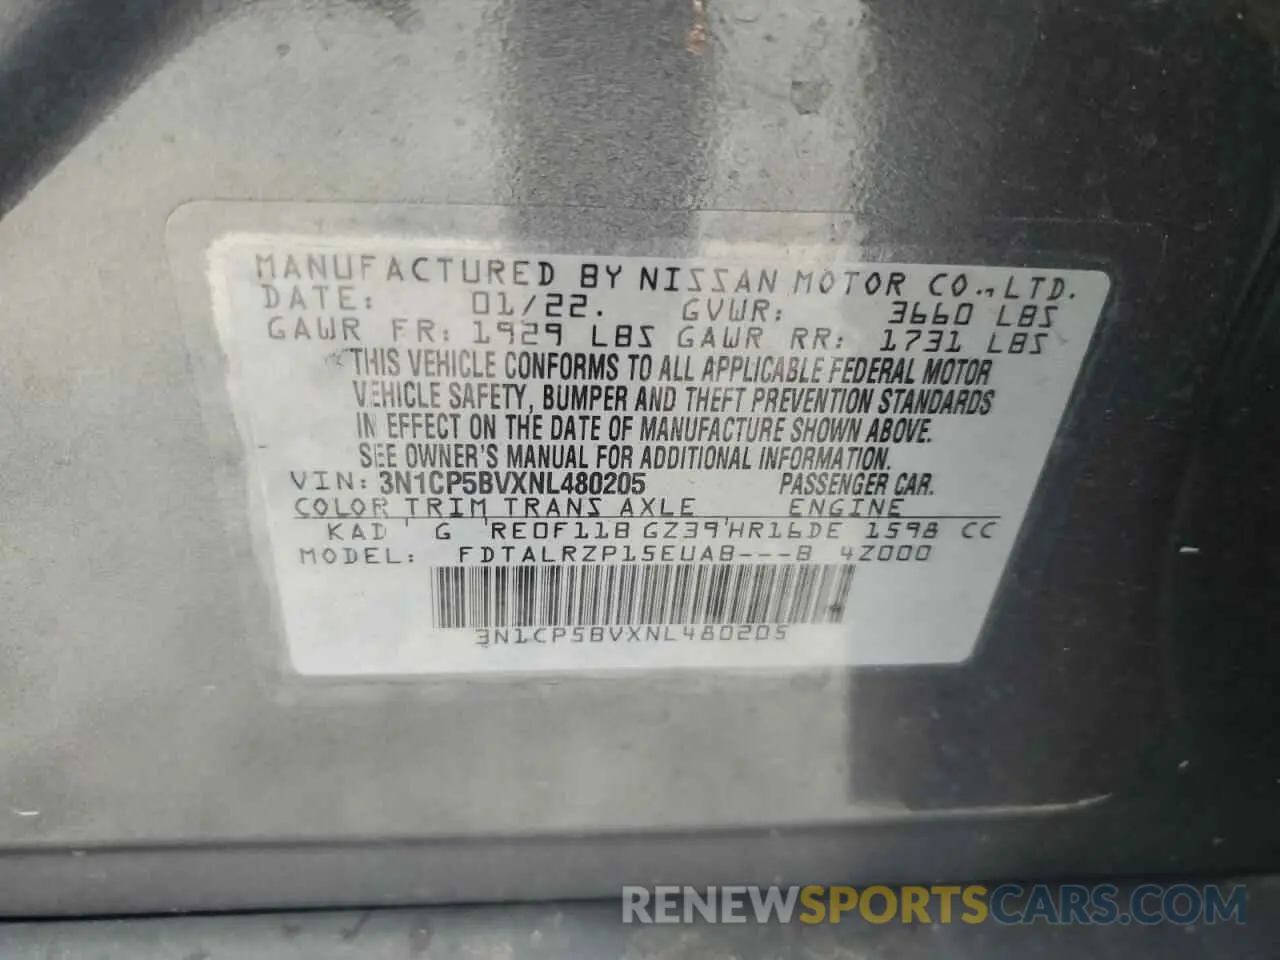 MANUFACTURED BY NISSAN MOTOR CO., LTD.
DATE: 01/22. GVWR: 3660 LBS
GAWR FR: 1929 LBS GAWR RR: 1731 LBS
THIS VEHICLE CONFORMS TO ALL APPLICABLE FEDERAL MOTOR
VEHICLE SAFETY, BUMPER AND THEFT PREVENTION STANDARDS
IN EFFECT ON THE DATE OF MANUFACTURE SHOWN ABOVE.
SEE OWNER'S MANUAL FOR ADDITIONAL INFORMATION.
VIN: 3N1CP5BVXNL480205 PASSENGER CAR.
COLOR TRIM TRANS AXLE ENGINE
KAD G RE0F11B GZ39 HR16DE 1598 CC
MODEL: FDTALRZP15EUAB---B 4Z000
3N1CP5BVXNL480205
RENEWSPORTSCARS.COM